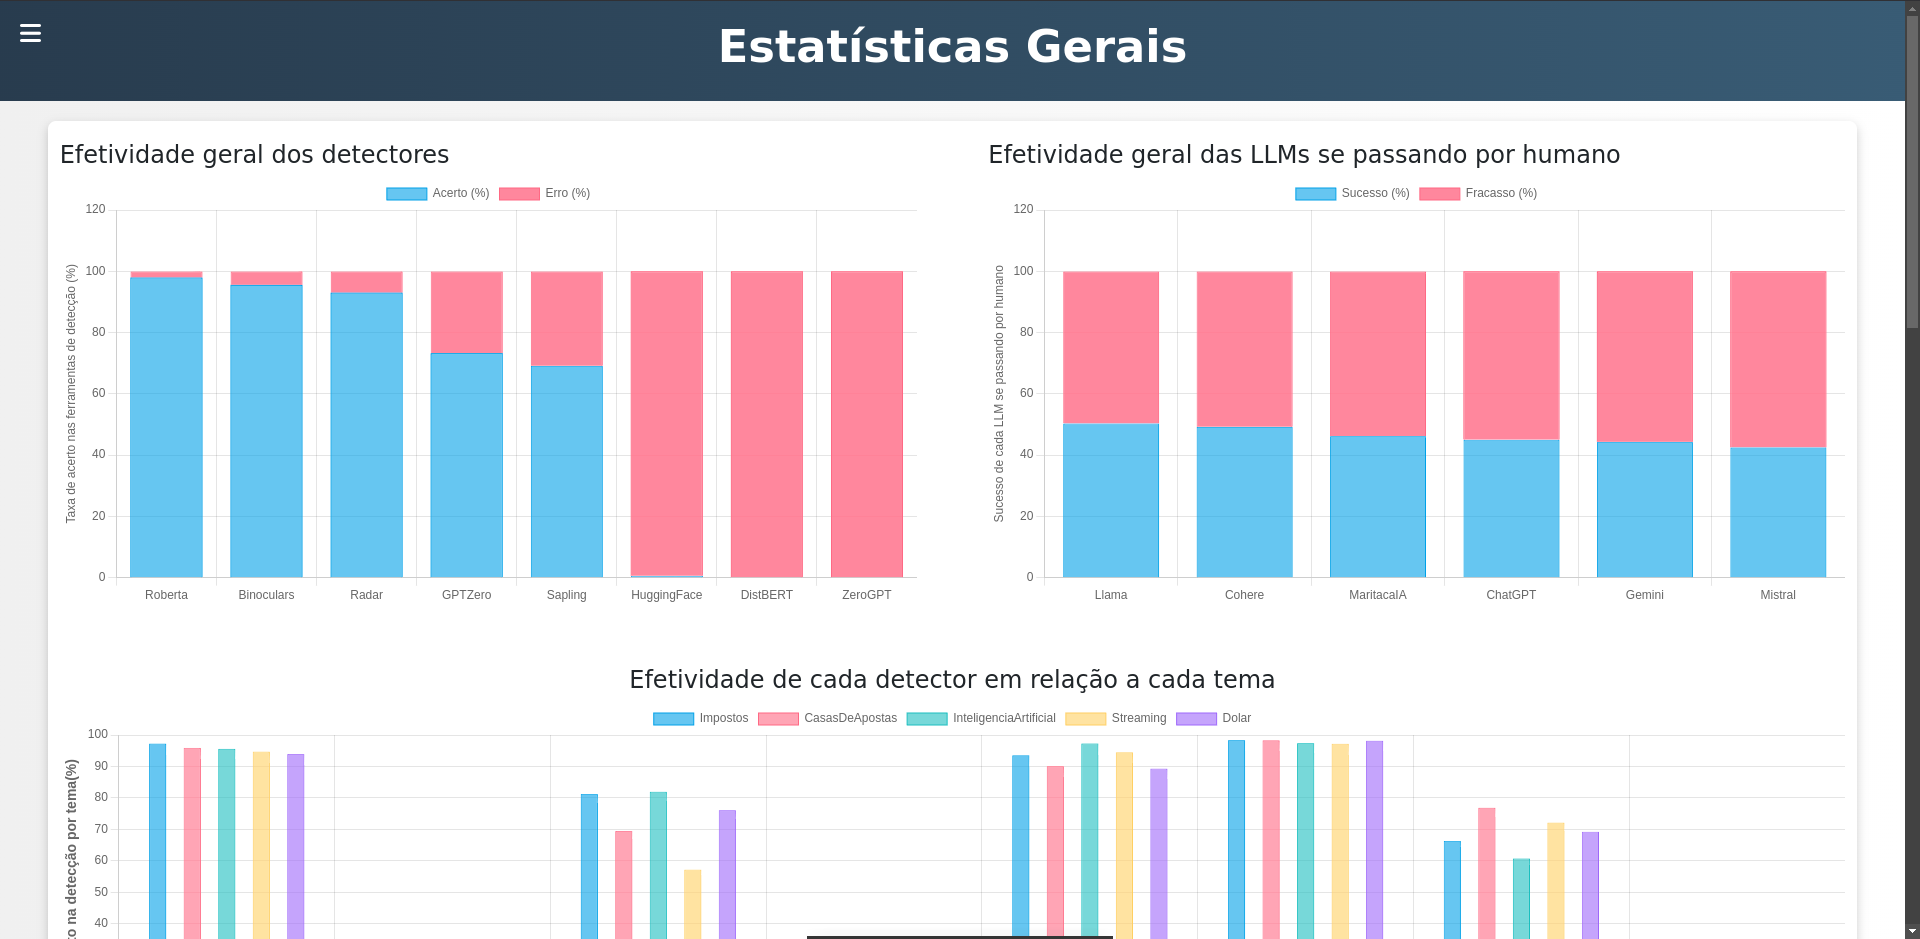 Estatísticas Gerais
Efetividade geral dos detectores
Acerto (%) Erro (%)
Taxa de acerto nas ferramentas de detecção (%)
120
100
80
60
40
20
0
Roberta Binoculars Radar GPTZero Sapling HuggingFace DistBERT ZeroGPT
Efetividade geral das LLMs se passando por humano
Sucesso (%) Fracasso (%)
Sucesso de cada LLM se passando por humano
120
100
80
60
40
20
0
Llama Cohere MaritacaIA ChatGPT Gemini Mistral
Efetividade de cada detector em relação a cada tema
Impostos CasasDeApostas InteligenciaArtificial Streaming Dolar
na detecção por tema(%)
100
90
80
70
60
50
40